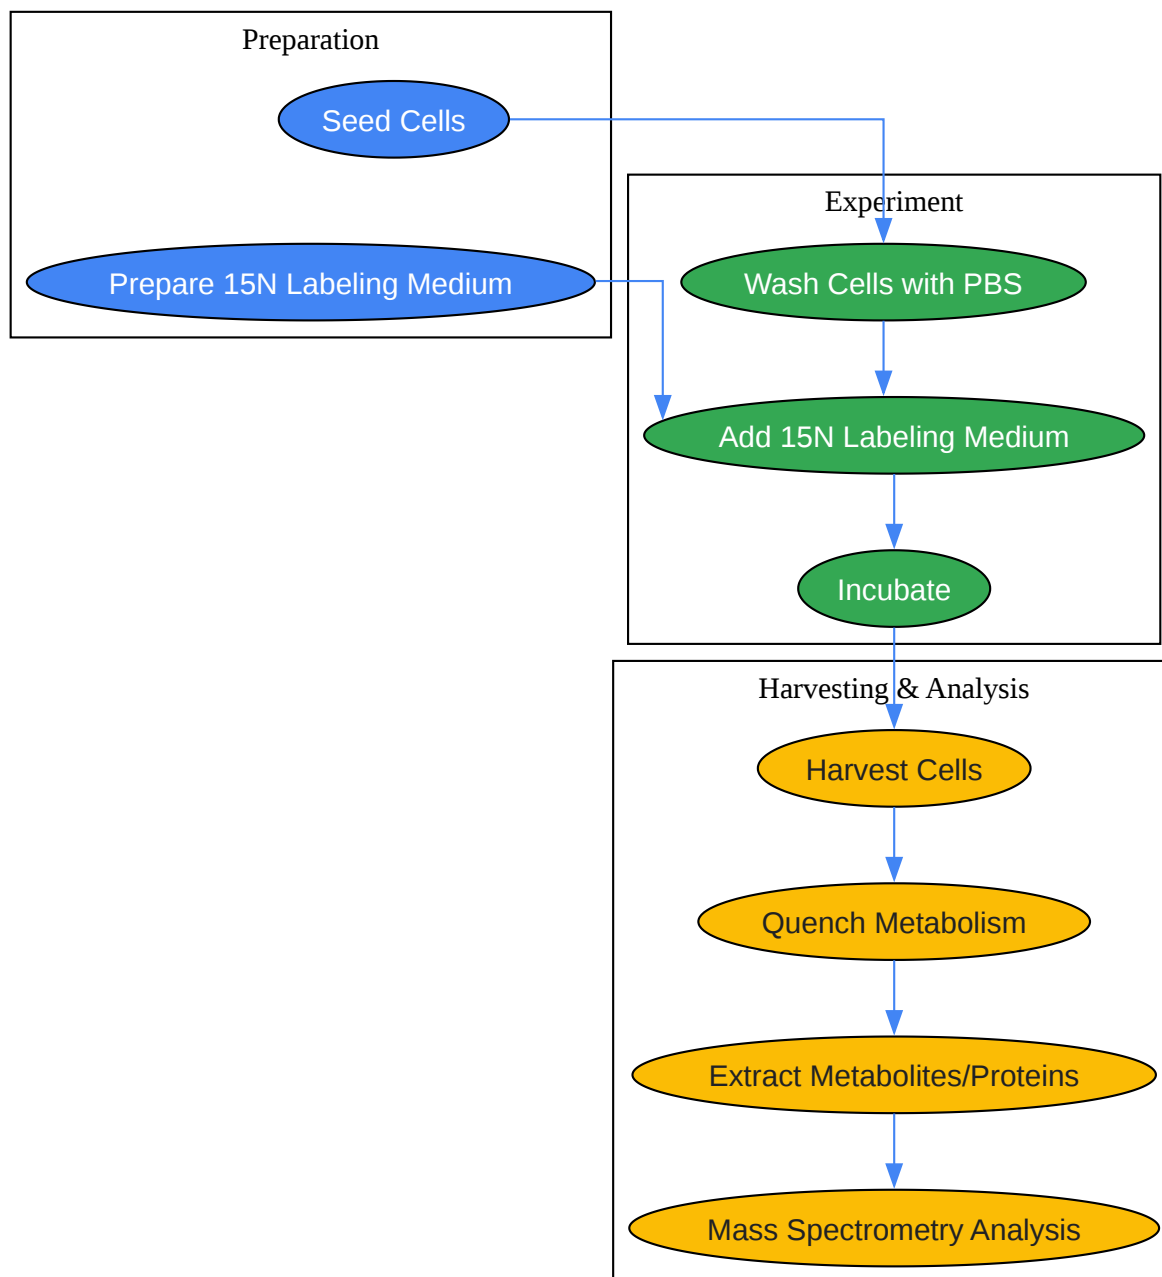 Preparation
Seed Cells
Prepare 15N Labeling Medium
Experiment
Wash Cells with PBS
Add 15N Labeling Medium
Incubate
Harvesting & Analysis
Harvest Cells
Quench Metabolism
Extract Metabolites/Proteins
Mass Spectrometry Analysis